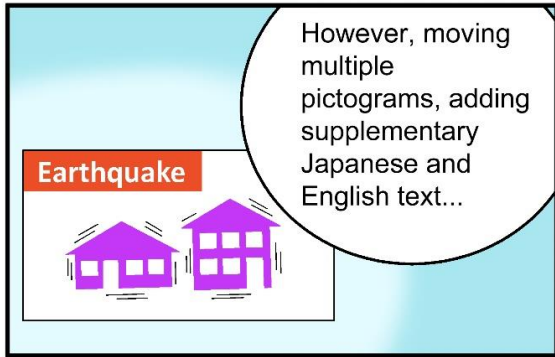 However, moving
multiple
pictograms, adding
supplementary
Japanese and
English text...
Earthquake